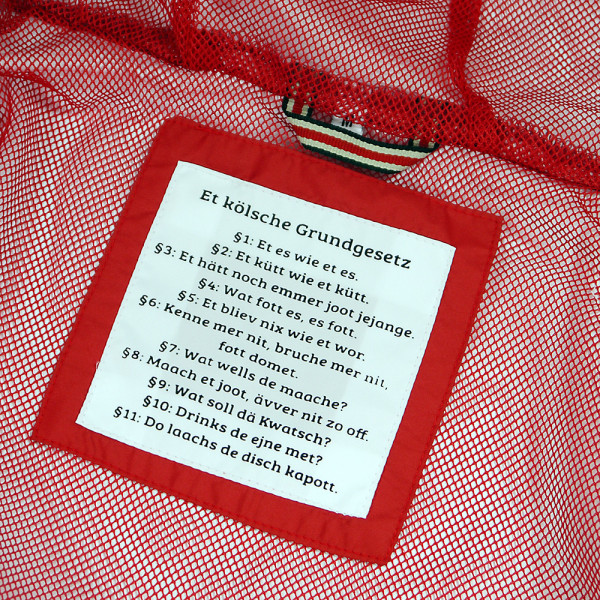 M
Et kölsche Grundgesetz
§1: Et es wie et es.
§2: Et kütt wie et kütt.
§3: Et hätt noch emmer joot jejange.
§4: Wat fott es, es fott.
§5: Et bliev nix wie et wor.
§6: Kenne mer nit, bruche mer nit,
fott domet.
§7: Wat wells de maache?
§8: Maach et joot, ävver nit zo off.
§9: Wat soll dä Kwatsch?
§10: Drinks de ejne met?
§11: Do laachs de disch kapott.